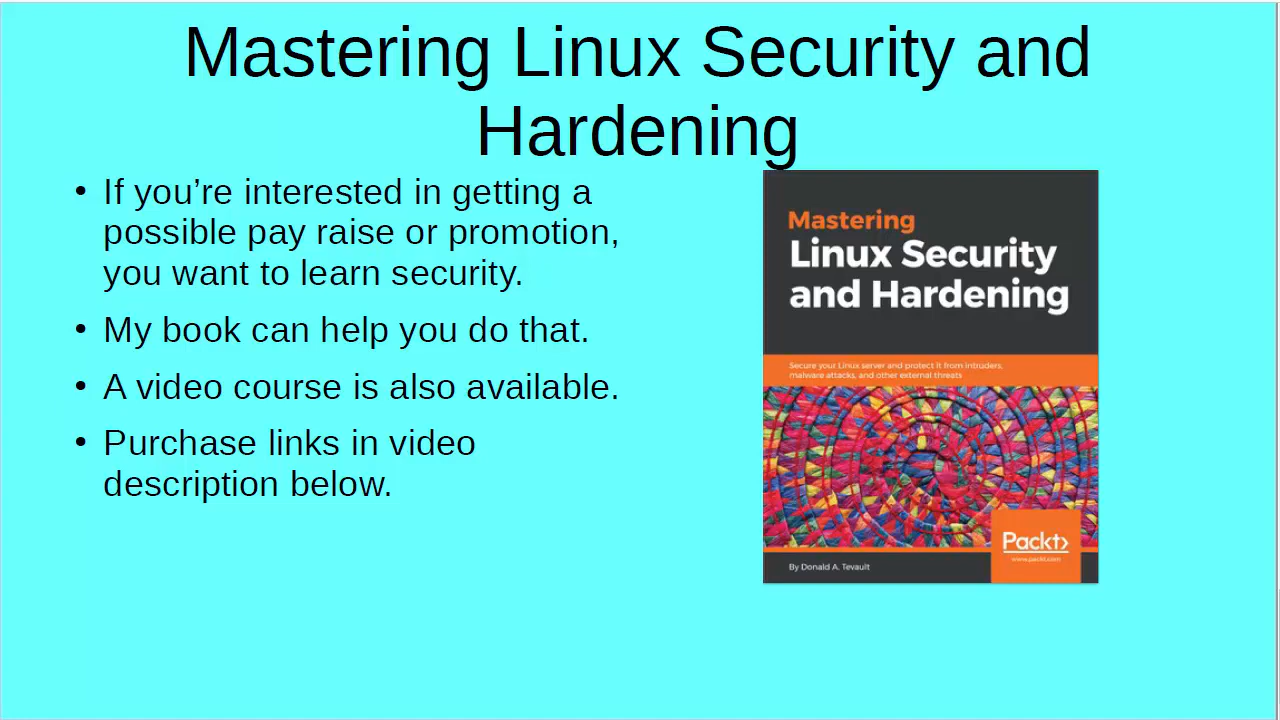 Mastering Linux Security and
Hardening
• If you’re interested in getting a
possible pay raise or promotion,
you want to learn security.
• My book can help you do that.
• A video course is also available.
• Purchase links in video
description below.
Mastering
Linux Security
and Hardening
Secure your Linux server and protect it from intruders,
malware attacks, and other external threats
Packt>
www.packt.com
By Donald A. Tevault